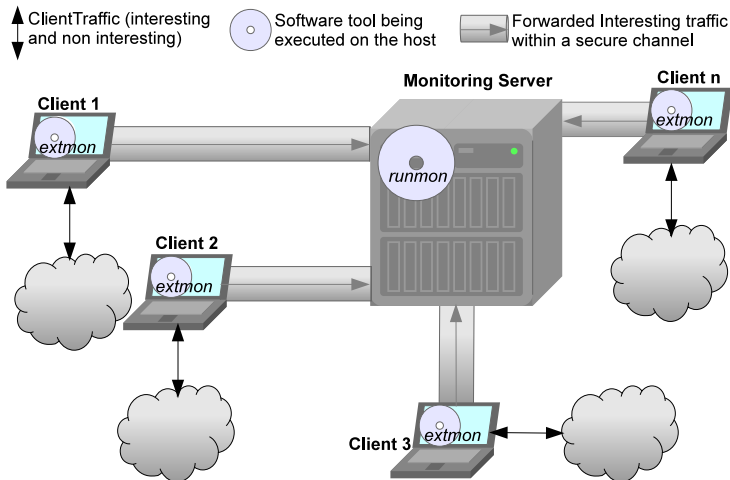 ClientTraffic (interesting
and non interesting)
Software tool being
executed on the host
Forwarded Interesting traffic
within a secure channel
Monitoring Server
Client n
Client 1
extmon
extmon
runmon
Client 2
extmon
Client 3
extmon